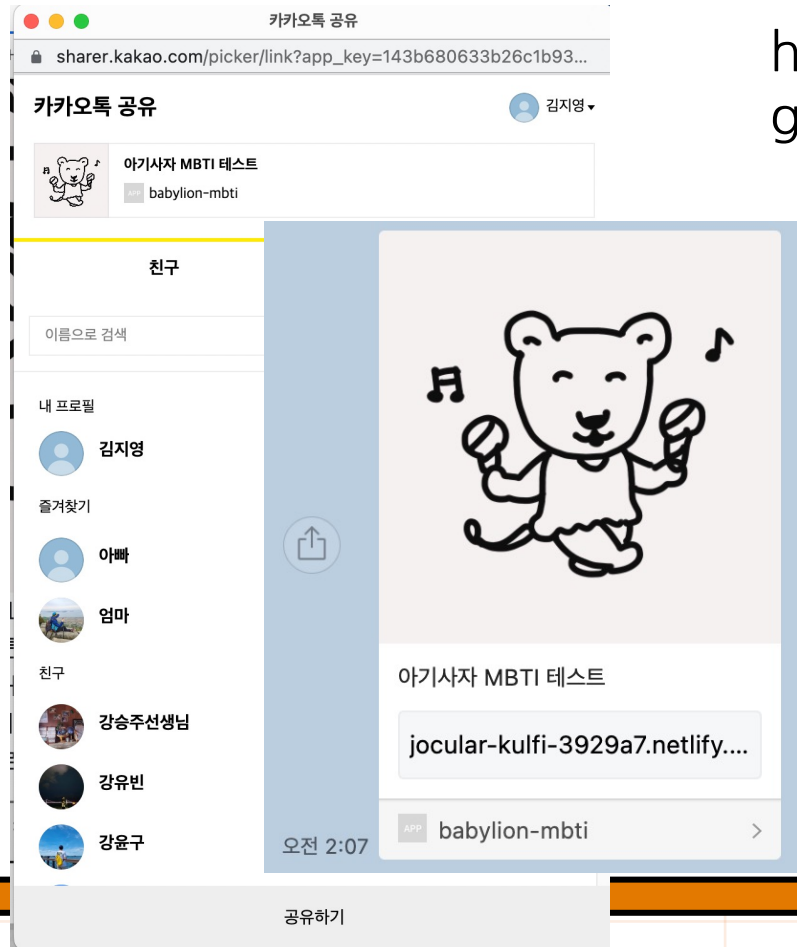 카카오톡 공유
sharer.kakao.com/picker/link?app_key=143b680633b26c1b93...
h
g
카카오톡 공유
김지영
아기사자 MBTI 테스트
APP babylion-mbti
친구
이름으로 검색
내 프로필
김지영
즐겨찾기
아빠
엄마
친구
강승주선생님
강유빈
강윤구
공유하기
아기사자 MBTI 테스트
jocular-kulfi-3929a7.netlify....
APP babylion-mbti
오전 2:07